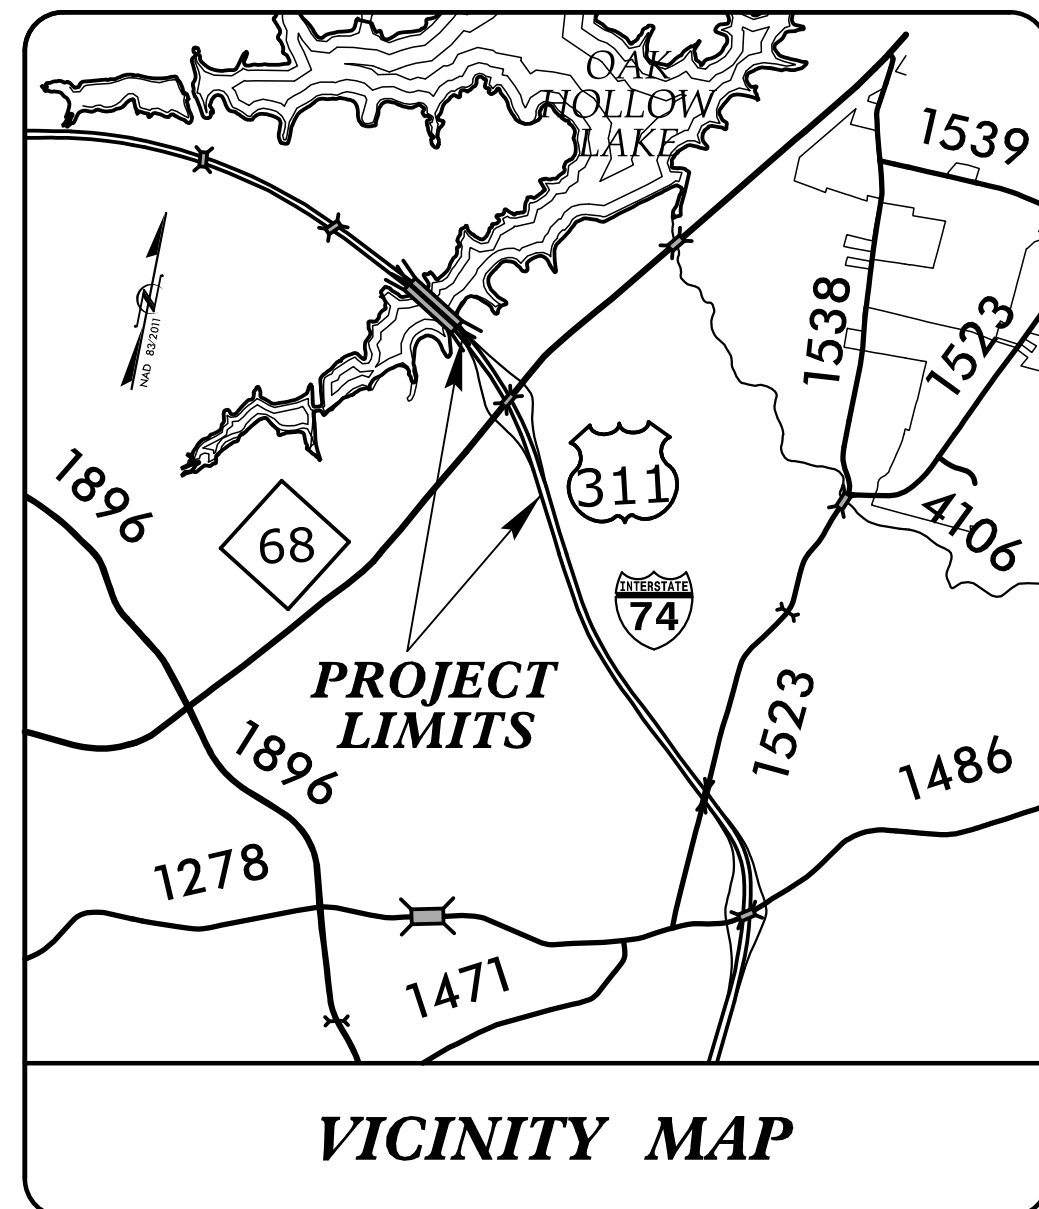 OAK
HOLLOW
LAKE
1539
1538
1523
NAD 83/2011
1896
311
68
4106
INTERSTATE
74
PROJECT
LIMITS
1523
1896
1486
1278
1471
VICINITY MAP